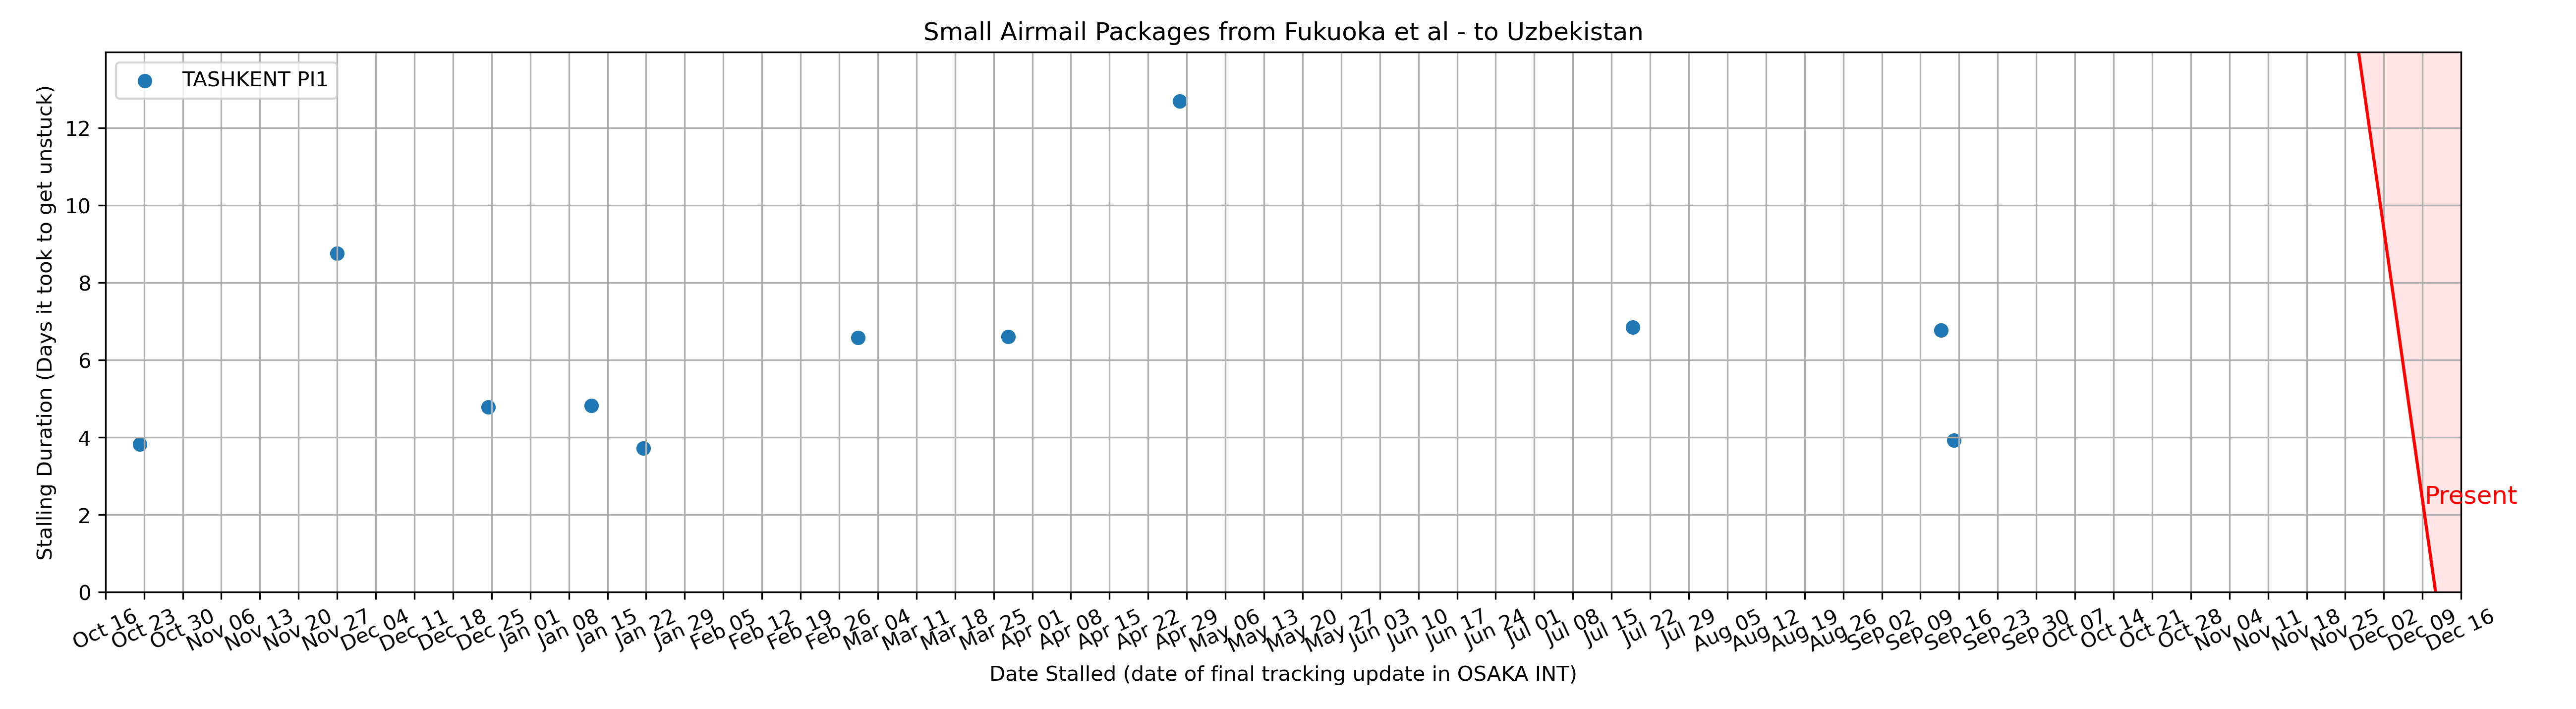 Small Airmail Packages from Fukuoka et al - to Uzbekistan
TASHKENT PI1
Stalling Duration (Days it took to get unstuck)
12
10
8
6
4
2
0
Present
Oct 16 Oct 23 Oct 30 Nov 06 Nov 13 Nov 20 Nov 27 Dec 04 Dec 11 Dec 18 Dec 25 Jan 01 Jan 08 Jan 15 Jan 22 Jan 29 Feb 05 Feb 12 Feb 19 Feb 26 Mar 04 Mar 11 Mar 18 Mar 25 Apr 01 Apr 08 Apr 15 Apr 22 Apr 29 May 06 May 13 May 20 May 27 Jun 03 Jun 10 Jun 17 Jun 24 Jul 01 Jul 08 Jul 15 Jul 22 Jul 29 Aug 05 Aug 12 Aug 19 Aug 26 Sep 02 Sep 09 Sep 16 Sep 23 Sep 30 Oct 07 Oct 14 Oct 21 Oct 28 Nov 04 Nov 11 Nov 18 Nov 25 Dec 02 Dec 09 Dec 16
Date Stalled (date of final tracking update in OSAKA INT)